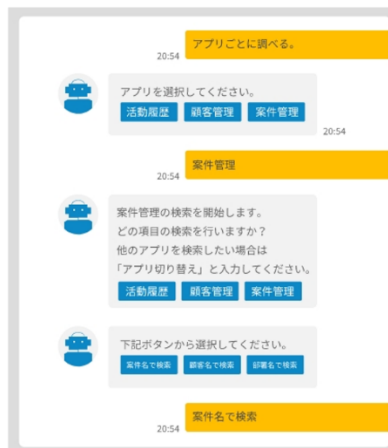 アプリごとに調べる。
20:54
アプリを選択してください。
活動履歴 顧客管理 案件管理
20:54
案件管理
20:54
案件管理の検索を開始します。
どの項目の検索を行いますか？
他のアプリを検索したい場合は
「アプリ切り替え」と入力してください。
活動履歴 顧客管理 案件管理
下記ボタンから選択してください。
案件名で検索 顧客名で検索 部署名で検索
案件名で検索
20:54